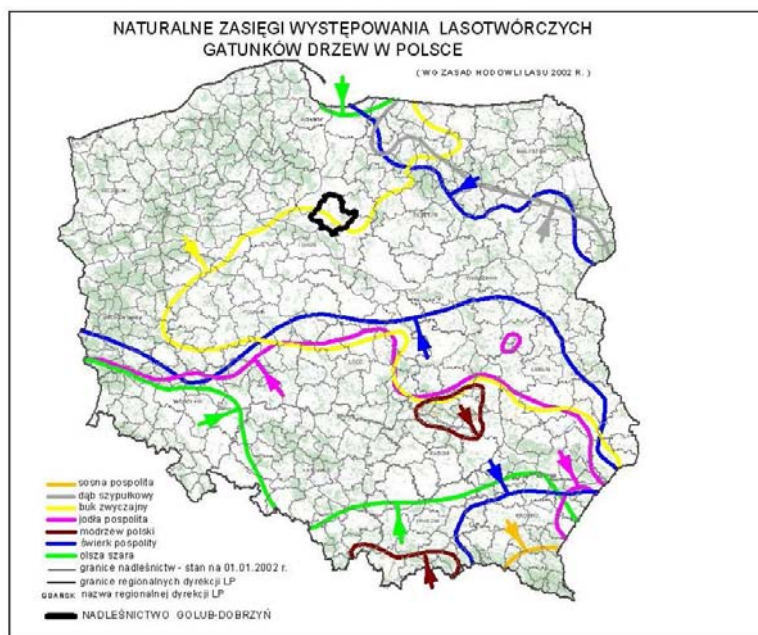 NATURALNE ZASIĘGI WYSTĘPOWANIA LASOTWÓRCZYCH
GATUNKÓW DRZEW W POLSCE
( WG ZASAD HODOWLI LASU 2002 R. )
sosna pospolita
dąb szypułkowy
buk zwyczajny
jodła pospolita
modrzew polski
świerk pospolity
olsza szara
granice nadleśnictw - stan na 01.01.2002 r.
granice regionalnych dyrekcji LP
GDAŃSK nazwa regionalnej dyrekcji LP
NADLEŚNICTWO GOLUB-DOBRZYŃ